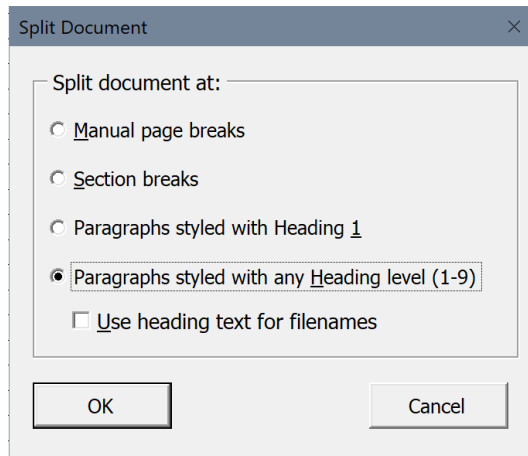 Split Document
Split document at:
Manual page breaks
Section breaks
Paragraphs styled with Heading 1
Paragraphs styled with any Heading level (1-9)
Use heading text for filenames
OK
Cancel